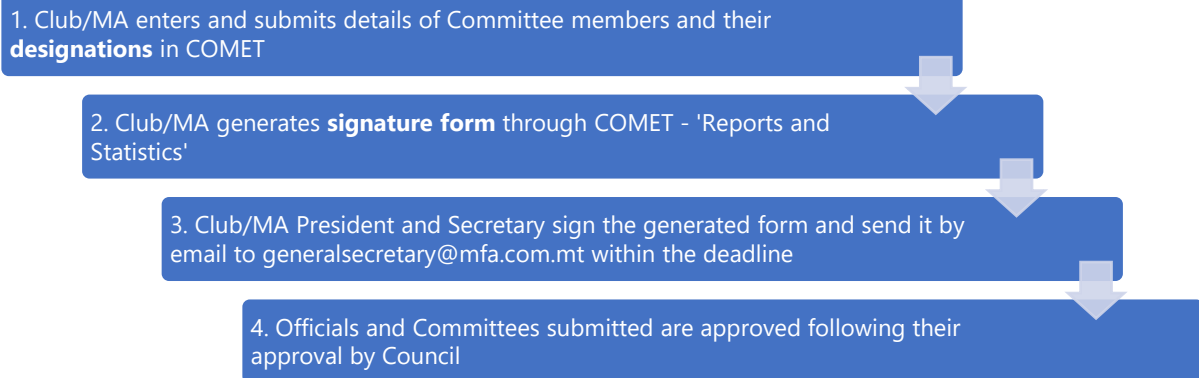 1. Club/MA enters and submits details of Committee members and their
designations in COMET
2. Club/MA generates signature form through COMET - 'Reports and
Statistics'
3. Club/MA President and Secretary sign the generated form and send it by
email to generalsecretary@mfa.com.mt within the deadline
4. Officials and Committees submitted are approved following their
approval by Council